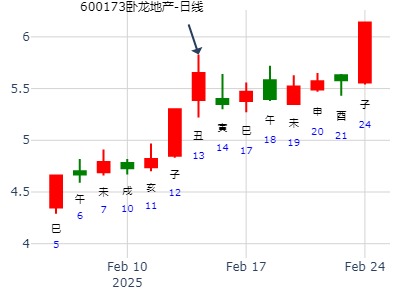 600173卧龙地产-日线
6
5.5
5
4.5
4
巳
5
午
6
未
7
戌
10
亥
11
子
12
丑
13
寅
14
巳
17
午
18
未
19
申
20
酉
21
子
24
Feb 10
2025
Feb 17
Feb 24